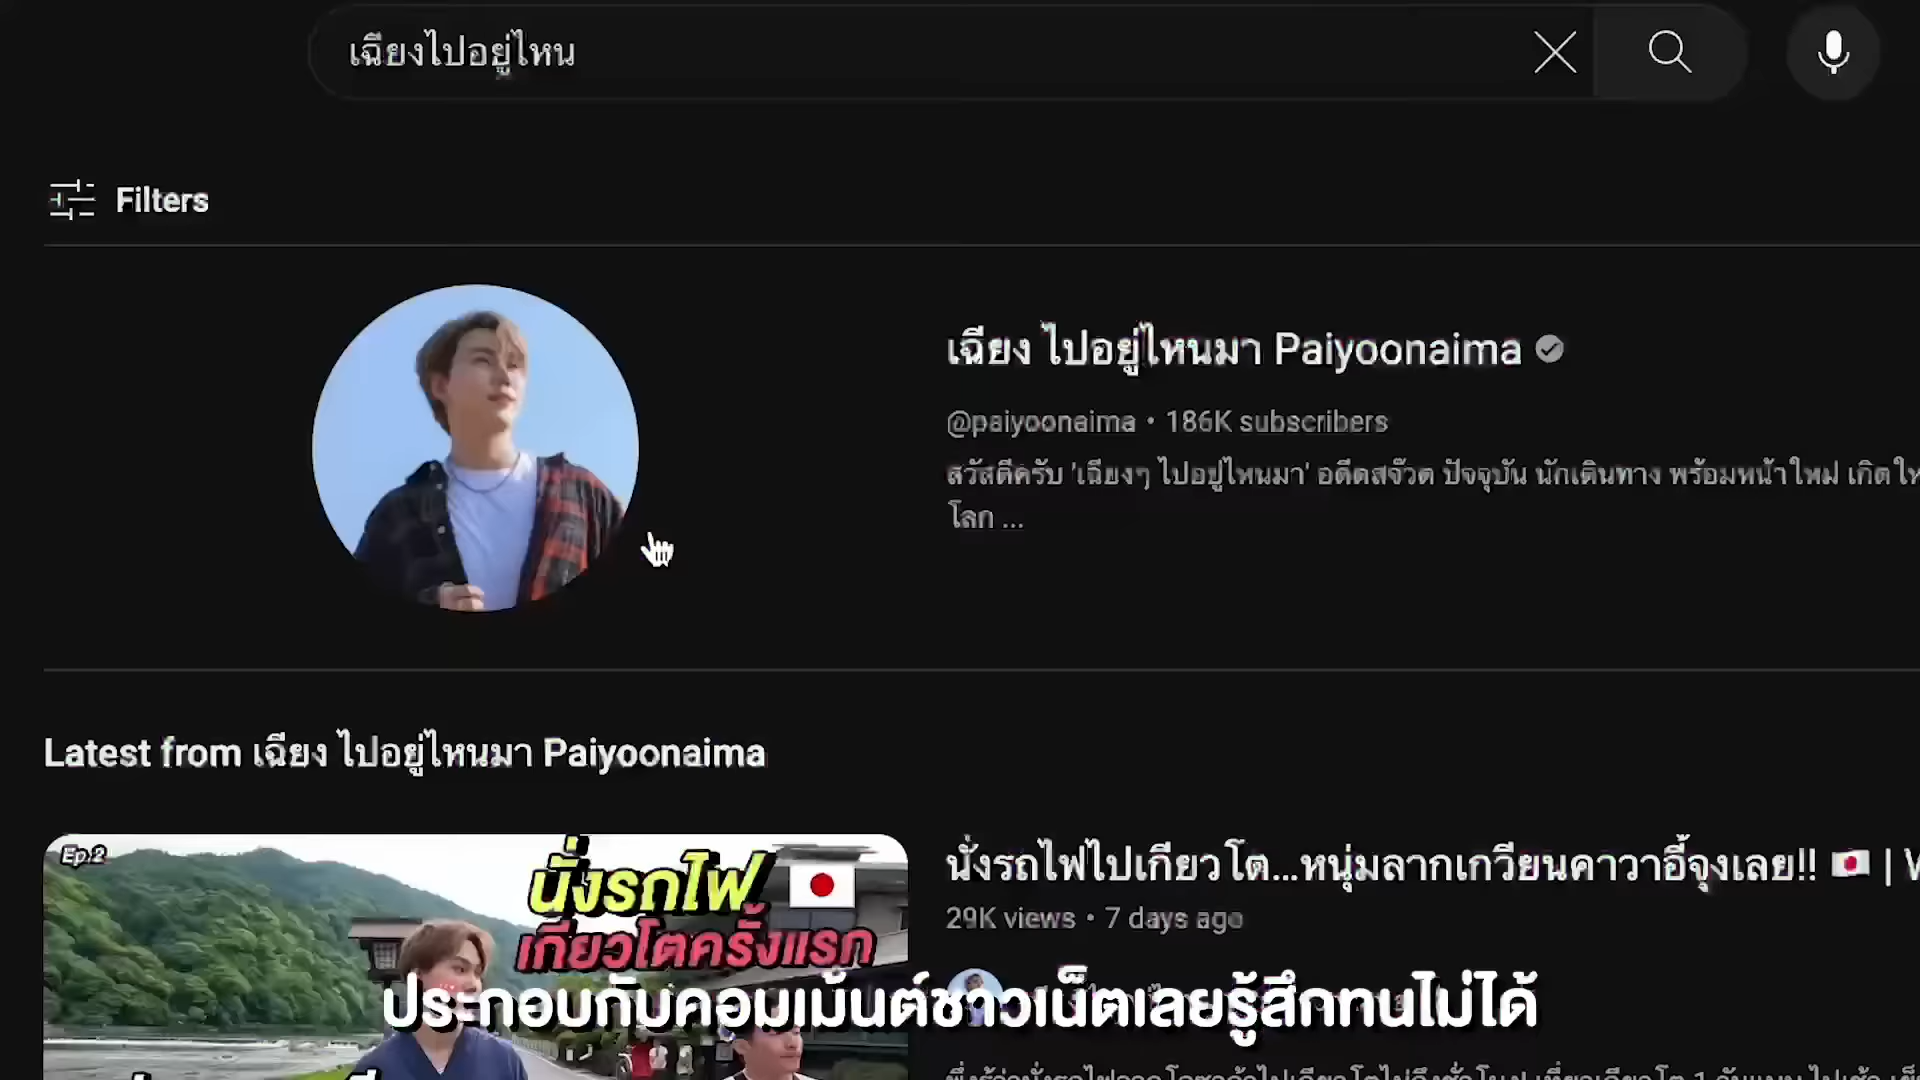 เฉียงไปอยู่ไหน
Filters
เฉียง ไปอยู่ไหนมา Paiyoonaima
@paiyoonaima • 186K subscribers
สวัสดีครับ 'เฉียงๆ ไปอยู่ไหนมา' อดีตสจ๊วต ปัจจุบัน นักเดินทาง พร้อมหน้าใหม่ เกิดให
โลก ...
Latest from เฉียง ไปอยู่ไหนมา Paiyoonaima
Ep.2
นั่งรถไฟ
เกียวโตครั้งแรก
นั่งรถไฟไปเกียวโต...หนุ่มลากเกวียนคาวาอี้จุงเลย!! 🇯🇵 | V
29K views • 7 days ago
ประกอบกับคอมเม้นต์ชาวเน็ตเลยรู้สึกทนไม่ได้